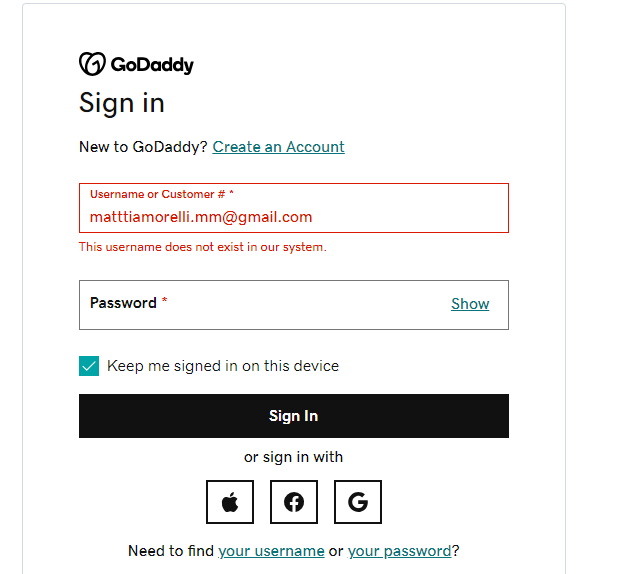 GoDaddy
Sign in
New to GoDaddy? Create an Account
Username or Customer # *
matttiamorelli.mm@gmail.com
This username does not exist in our system.
Password *
Show
Keep me signed in on this device
Sign In
or sign in with
Need to find your username or your password?